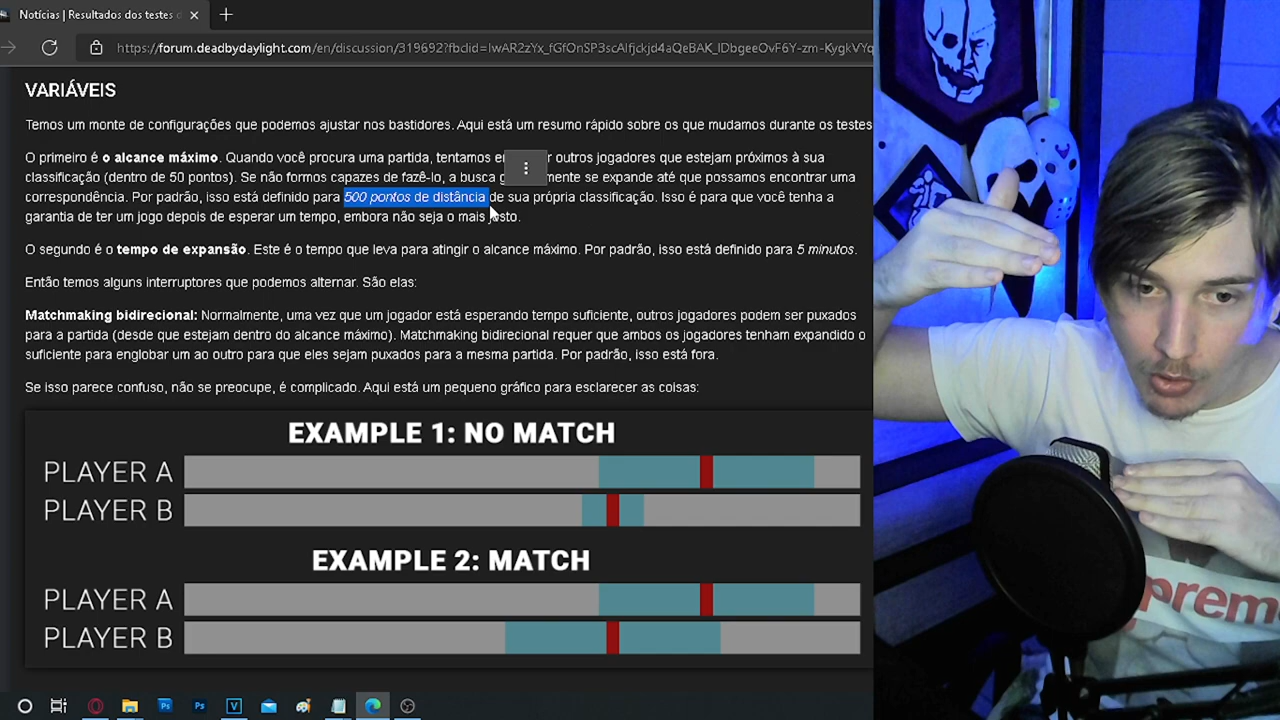 Notícias | Resultados dos testes
https://forum.deadbydaylight.com/en/discussion/319692?fbclid=
VARIÁVEIS
Temos um monte de configurações que podemos ajustar nos bastidores. Aqui está um resumo rápido sobre os que mudamos durante os testes
O primeiro é o alcance máximo. Quando você procura uma partida, tentamos outros jogadores que estejam próximos à sua
classificação (dentro de 50 pontos). Se não formos capazes de fazê-lo, a busca se expande até que possamos encontrar uma
correspondência. Por padrão, isso está definido para 500 pontos de distância de sua própria classificação. Isso é para que você tenha a
garantia de ter um jogo depois de esperar um tempo, embora não seja o mais justo.
O segundo é o tempo de expansão. Este é o tempo que leva para atingir o alcance máximo. Por padrão, isso está definido para 5 minutos.
Então temos alguns interruptores que podemos alternar. São elas:
Matchmaking bidirecional: Normalmente, uma vez que um jogador está esperando tempo suficiente, outros jogadores podem ser puxados
para a partida (desde que estejam dentro do alcance máximo). Matchmaking bidirecional requer que ambos os jogadores tenham expandido o
suficiente para englobar um ao outro para que eles sejam puxados para a mesma partida. Por padrão, isso está fora.
Se isso parece confuso, não se preocupe, é complicado. Aqui está um pequeno gráfico para esclarecer as coisas:
EXAMPLE 1: NO MATCH
PLAYER A
PLAYER B
EXAMPLE 2: MATCH
PLAYER A
PLAYER B
Ps
Ps
V